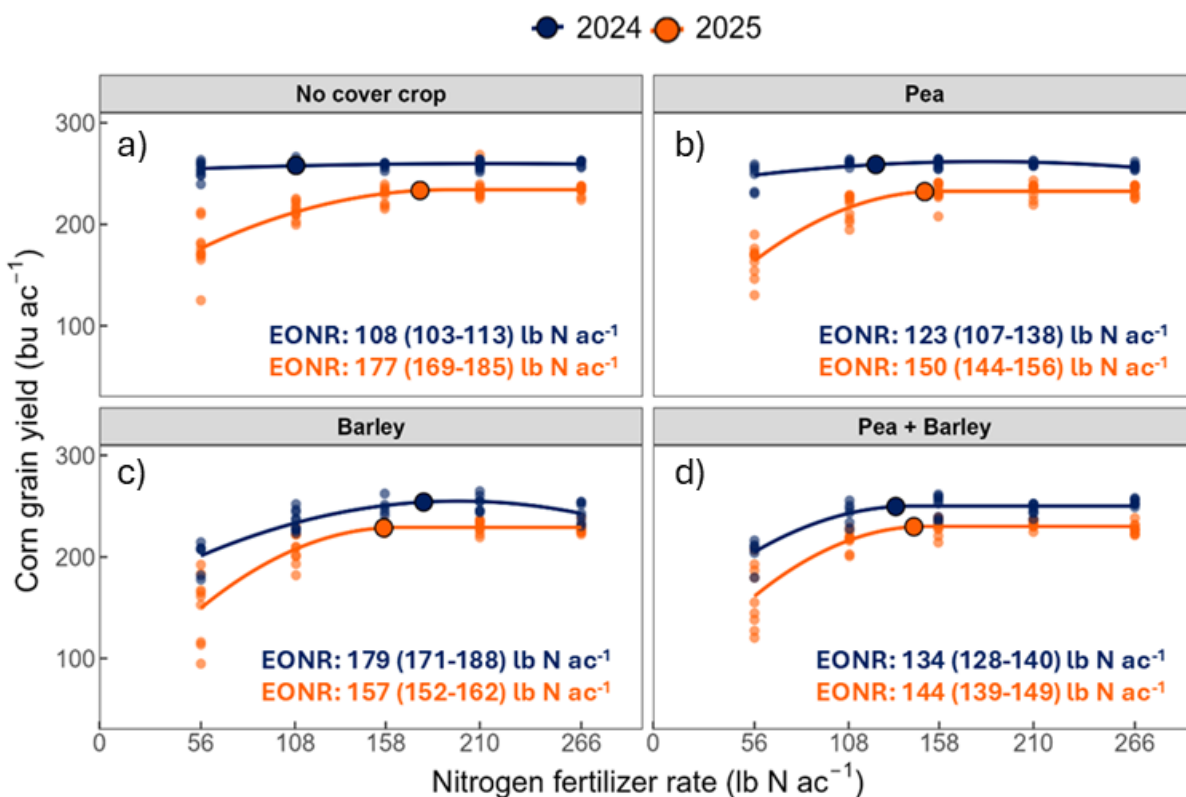 2024 2025
No cover crop
Pea
300
200
100
a)
EONR: 108 (103-113) lb N ac⁻¹
EONR: 177 (169-185) lb N ac⁻¹
b)
EONR: 123 (107-138) lb N ac⁻¹
EONR: 150 (144-156) lb N ac⁻¹
Corn grain yield (bu ac⁻¹)
Barley
Pea + Barley
300
200
100
c)
EONR: 179 (171-188) lb N ac⁻¹
EONR: 157 (152-162) lb N ac⁻¹
d)
EONR: 134 (128-140) lb N ac⁻¹
EONR: 144 (139-149) lb N ac⁻¹
0 56 108 158 210 266
0 56 108 158 210 266
Nitrogen fertilizer rate (lb N ac⁻¹)